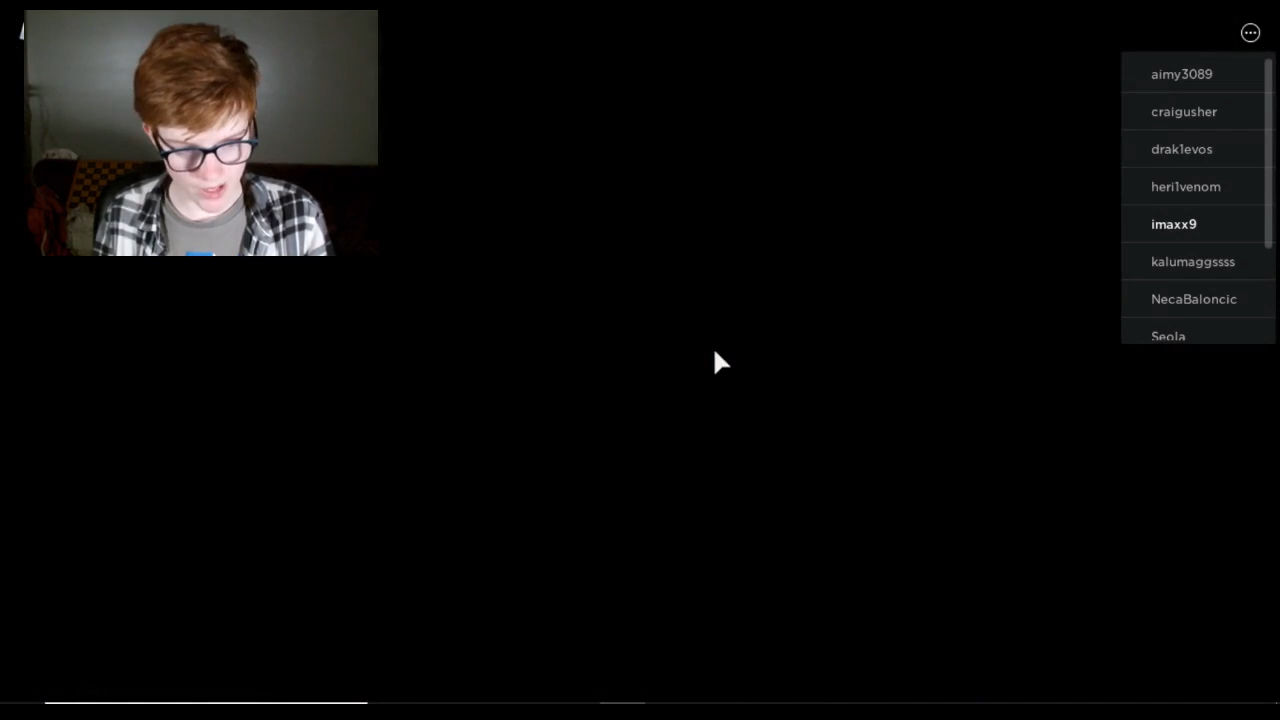 aimy3089
craigusher
drak1evos
heri1venom
imaxx9
kalumaggssss
NecaBaloncic
Seola